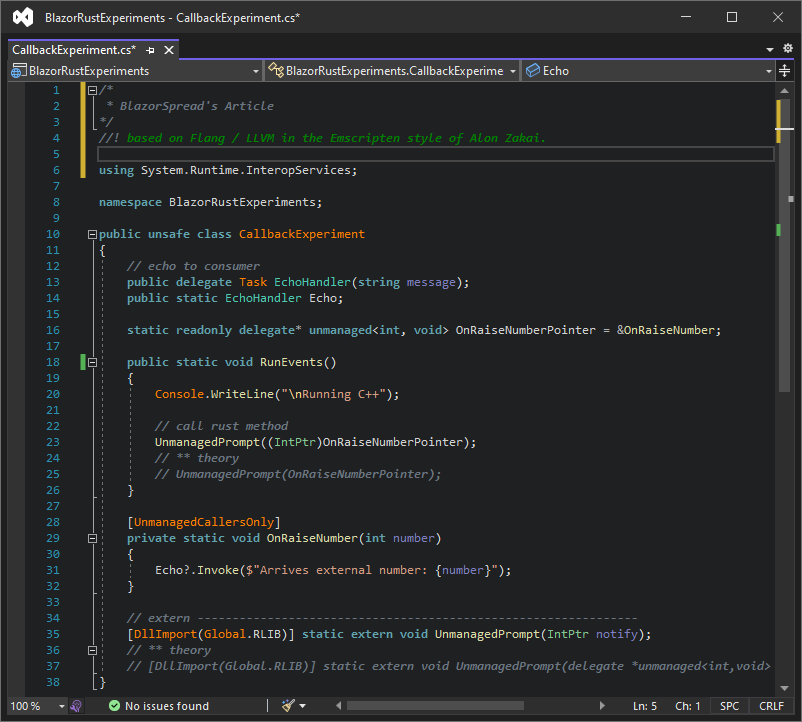 BlazorRustExperiments - CallbackExperiment.cs*
CallbackExperiment.cs*
BlazorRustExperiments
BlazorRustExperiments.CallbackExperime
Echo
1 /*
2 * BlazorSpread's Article
3 */
4 //! based on Flang / LLVM in the Emscripten style of Alon Zakai.
5
6 using System.Runtime.InteropServices;
7
8 namespace BlazorRustExperiments;
9
10 public unsafe class CallbackExperiment
11 {
12 // echo to consumer
13 public delegate Task EchoHandler(string message);
14 public static EchoHandler Echo;
15
16 static readonly delegate* unmanaged<int, void> OnRaiseNumberPointer = &OnRaiseNumber;
17
18 public static void RunEvents()
19 {
20 Console.WriteLine("\nRunning C++");
21
22 // call rust method
23 UnmanagedPrompt((IntPtr)OnRaiseNumberPointer);
24 // ** theory
25 // UnmanagedPrompt(OnRaiseNumberPointer);
26 }
27
28 [UnmanagedCallersOnly]
29 private static void OnRaiseNumber(int number)
30 {
31 Echo?.Invoke($"Arrives external number: {number}");
32 }
33
34 // extern -----------------------------------------------------------
35 [DllImport(Global.RLIB)] static extern void UnmanagedPrompt(IntPtr notify);
36 // ** theory
37 // [DllImport(Global.RLIB)] static extern void UnmanagedPrompt(delegate *unmanaged<int,void>
38 }
100 %
No issues found
Ln: 5
Ch: 1
SPC
CRLF